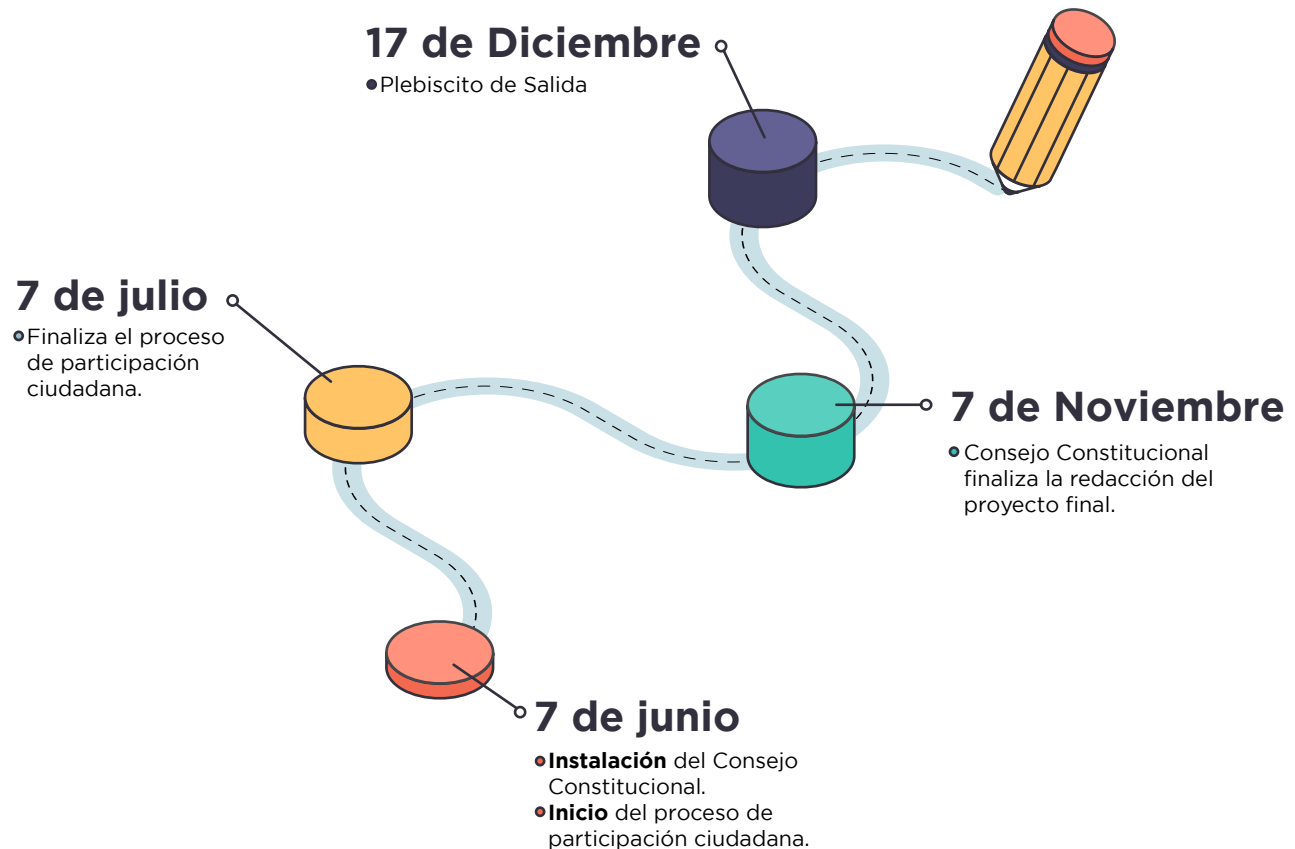 17 de Diciembre
Plebiscito de Salida
7 de julio
Finaliza el proceso
de participación
ciudadana.
7 de Noviembre
Consejo Constitucional
finaliza la redacción del
proyecto final.
7 de junio
Instalación del Consejo
Constitucional.
Inicio del proceso de
participación ciudadana.